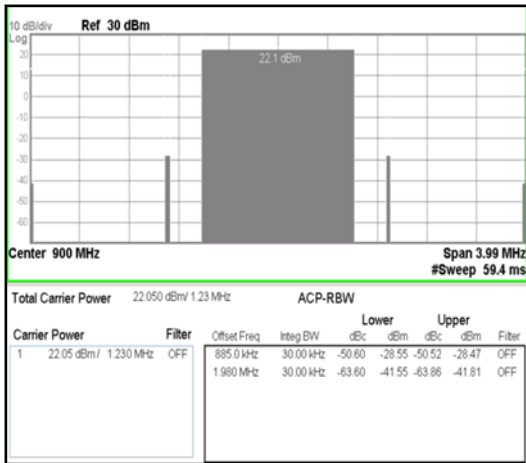 10 dB/div Ref 30 dBm
Log
22.1 dBm
20
10
0
-10
-20
-30
-40
-50
-60
Center 900 MHz Span 3.99 MHz
#Sweep 59.4 ms
Total Carrier Power 22.050 dBm/ 1.23 MHz ACP-RBW
Lower Upper
Carrier Power Filter Offset Freq Integ BW dBc dBm dBc dBm Filter
1 22.05 dBm / 1.230 MHz OFF 885.0 kHz 30.00 kHz -50.60 -28.55 -50.52 -28.47 OFF
1.980 MHz 30.00 kHz -63.60 -41.55 -63.86 -41.81 OFF